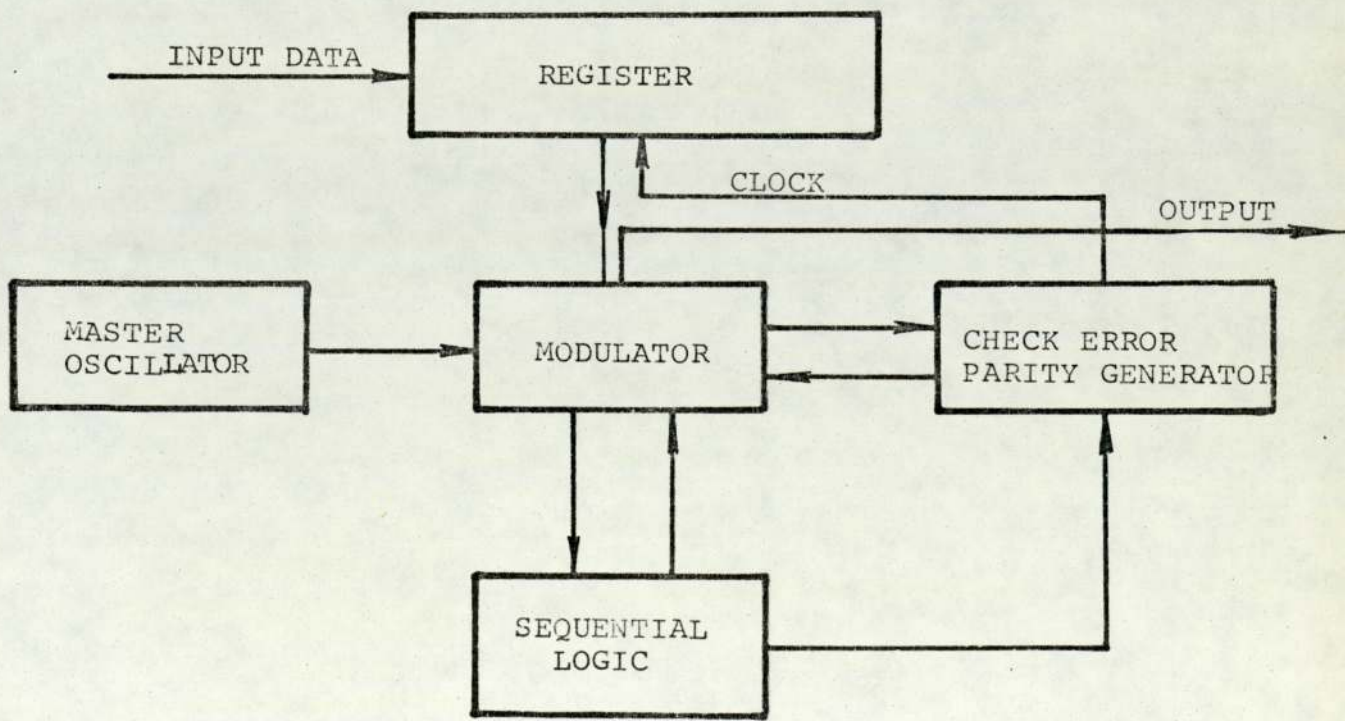 INPUT DATA
REGISTER
CLOCK
OUTPUT
MASTER
OSCILLATOR
MODULATOR
CHECK ERROR
PARITY GENERATOR
SEQUENTIAL
LOGIC